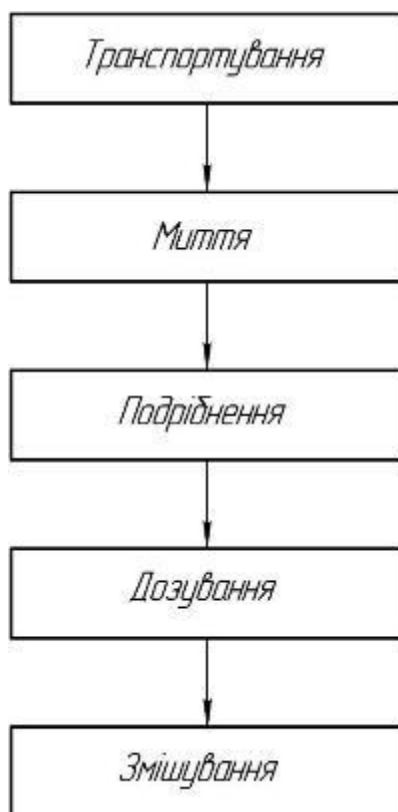 Транспортування
Миття
Подрібнення
Дозування
Змішування